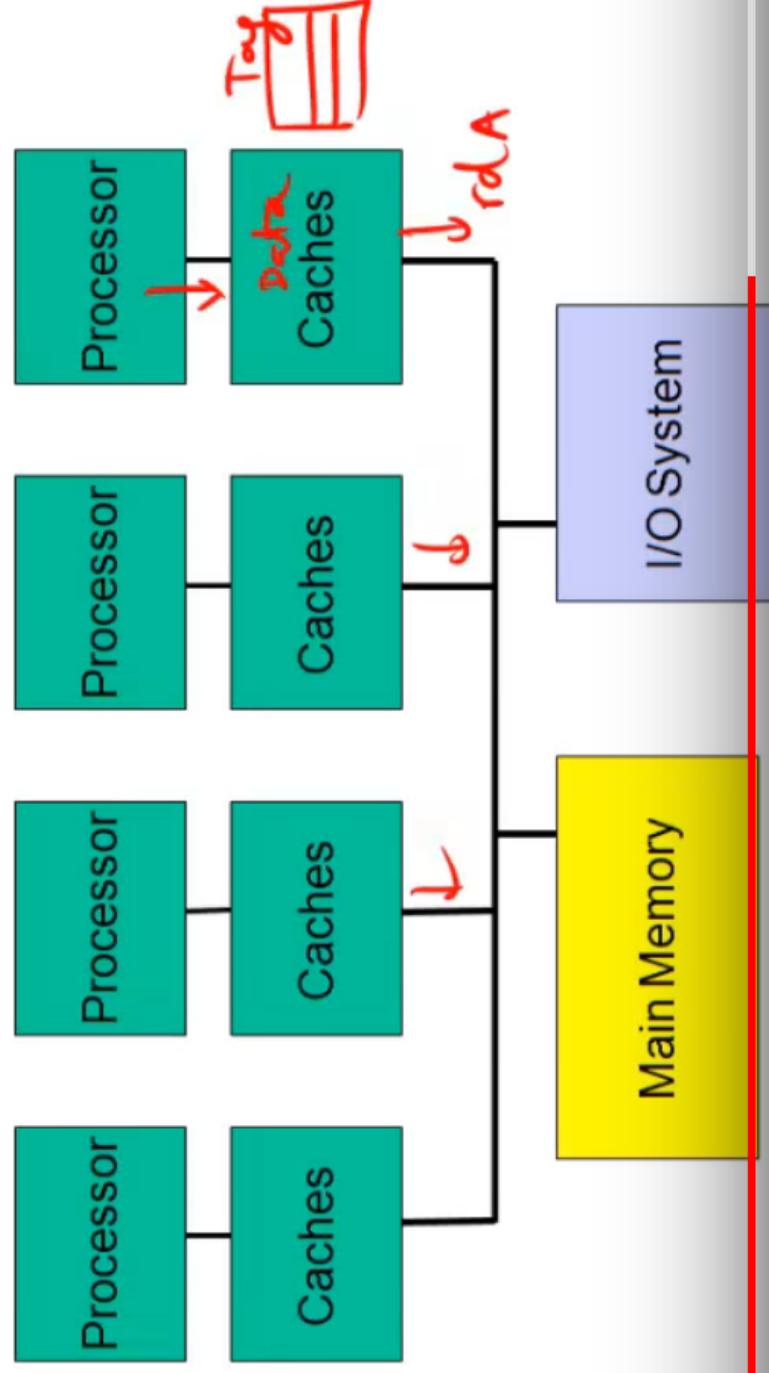 Processor
Processor
Processor
Processor
Tag
Data
Caches
Caches
Caches
Caches
rd A
Main Memory
I/O System